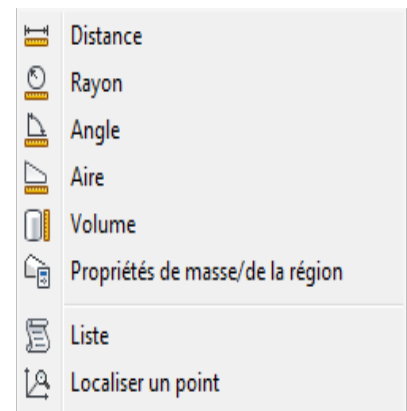 Distance
Rayon
Angle
Aire
Volume
Propriétés de masse/de la région
Liste
Localiser un point